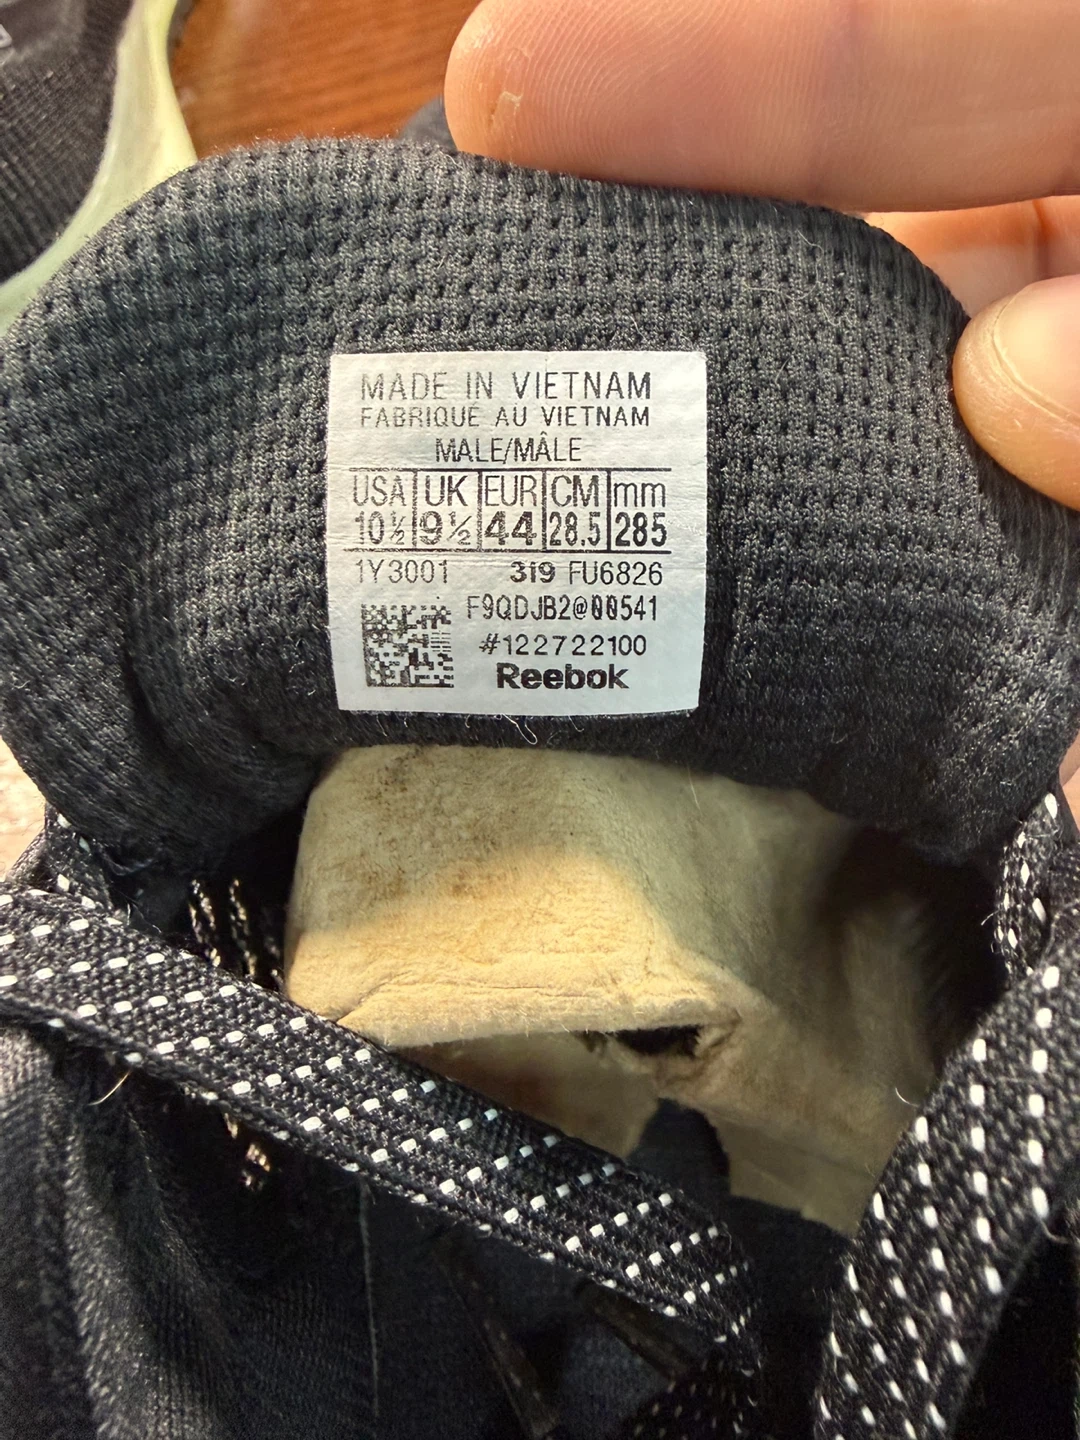 MADE IN VIETNAM
FABRIQUÉ AU VIETNAM
MALE/MÂLE
USA UK EUR CM mm
10½ 9½ 44 28.5 285
1Y3001 319 FU6826
F9QDJB2@00541
#122722100
Reebok